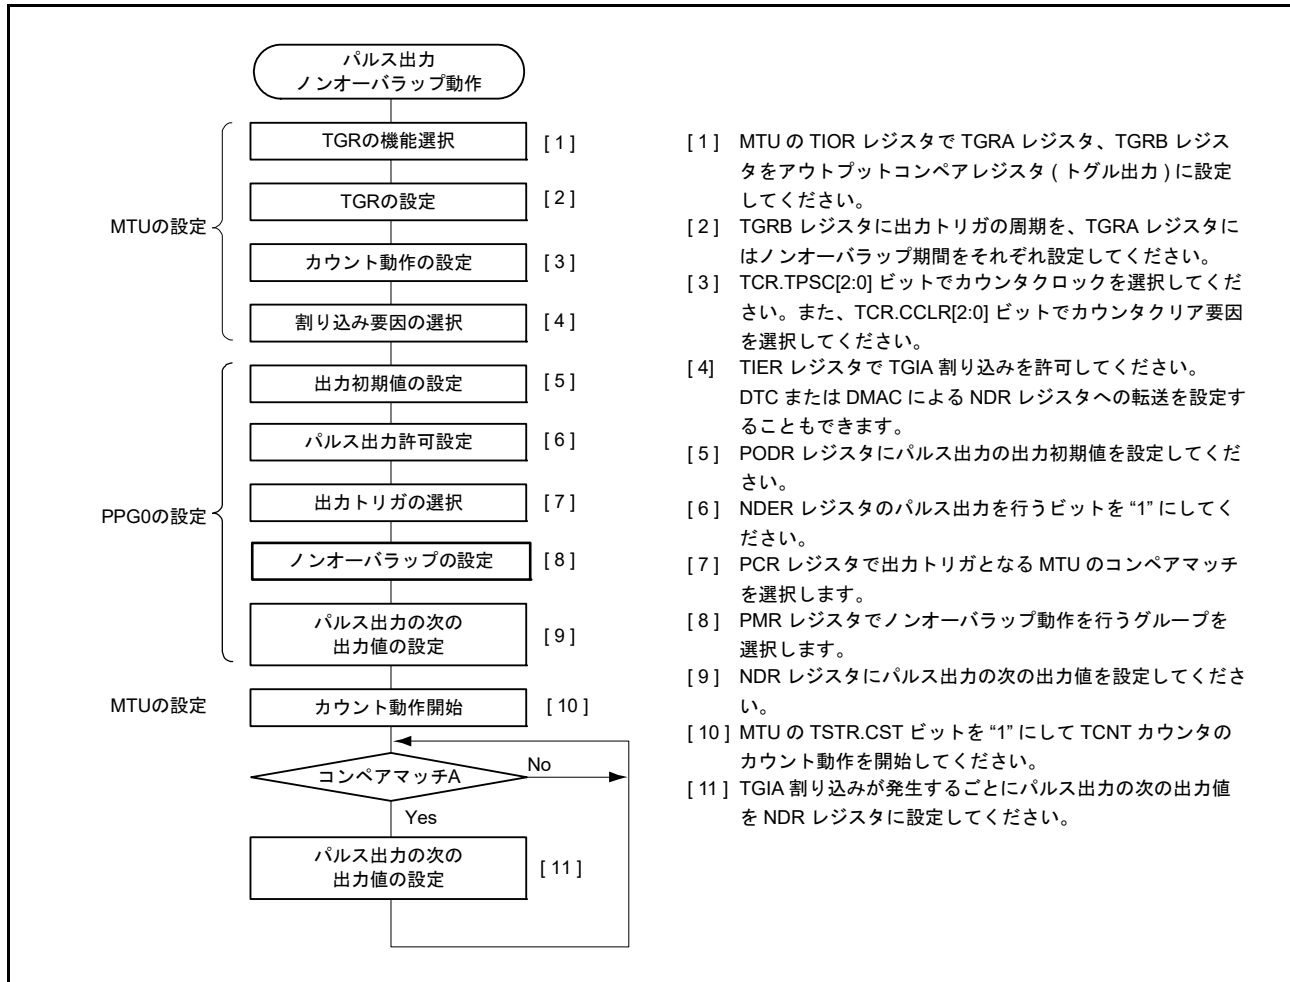 パルス出力
ノンオーバラップ動作
MTUの設定
TGRの機能選択
[ 1 ]
TGRの設定
[ 2 ]
カウント動作の設定
[ 3 ]
割り込み要因の選択
[ 4 ]
PPG0の設定
出力初期値の設定
[ 5 ]
パルス出力許可設定
[ 6 ]
出力トリガの選択
[ 7 ]
ノンオーバラップの設定
[ 8 ]
パルス出力の次の
出力値の設定
[ 9 ]
MTUの設定
カウント動作開始
[ 10 ]
コンペアマッチA
No
Yes
パルス出力の次の
出力値の設定
[ 11 ]
[ 1 ] MTU の TIOR レジスタで TGRA レジスタ、TGRB レジス
タをアウトプットコンペアレジスタ ( トグル出力 ) に設定
してください。
[ 2 ] TGRB レジスタに出力トリガの周期を、TGRA レジスタに
はノンオーバラップ期間をそれぞれ設定してください。
[ 3 ] TCR.TPSC[2:0] ビットでカウンタクロックを選択してくだ
さい。また、TCR.CCLR[2:0] ビットでカウンタクリア要因
を選択してください。
[ 4] TIER レジスタで TGIA 割り込みを許可してください。
DTC または DMAC による NDR レジスタへの転送を設定す
ることもできます。
[ 5 ] PODR レジスタにパルス出力の出力初期値を設定してくだ
さい。
[ 6 ] NDER レジスタのパルス出力を行うビットを “1” にしてく
ださい。
[ 7 ] PCR レジスタで出力トリガとなる MTU のコンペアマッチ
を選択します。
[ 8 ] PMR レジスタでノンオーバラップ動作を行うグループを
選択します。
[ 9 ] NDR レジスタにパルス出力の次の出力値を設定してくださ
い。
[ 10 ] MTU の TSTR.CST ビットを “1” にして TCNT カウンタの
カウント動作を開始してください。
[ 11 ] TGIA 割り込みが発生するごとにパルス出力の次の出力値
を NDR レジスタに設定してください。